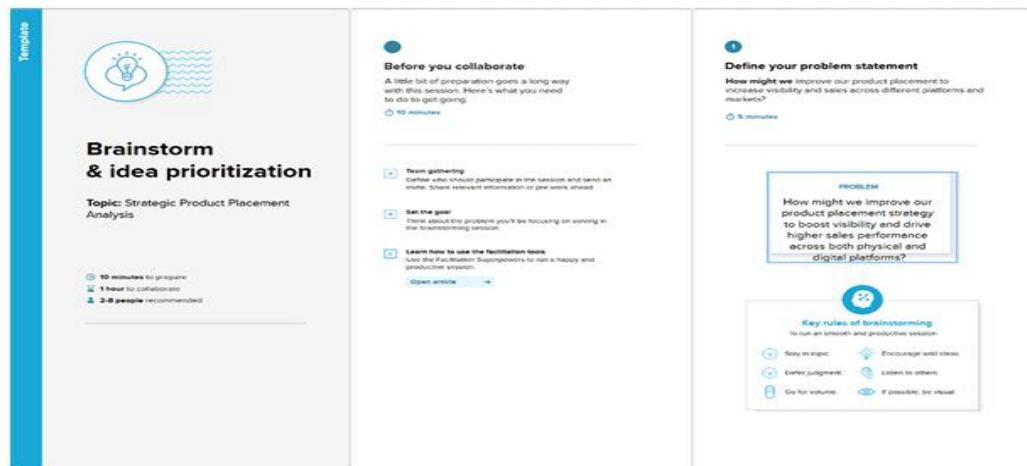 Template
Brainstorm
& idea prioritization
Topic: Strategic Product Placement
Analysis
10 minutes to prepare
1 hour to collaborate
2-8 people recommended
Before you collaborate
A little bit of preparation goes a long way
with this session. Here's what you need
to do to get going.
10 minutes
A
Team gathering
Define who should participate in the session and send an
invite. Share relevant information or pre-work ahead.
B
Set the goal
Think about the problem you'll be focusing on solving in
the brainstorming session.
C
Learn how to use the facilitation tools
Use the Facilitation Superpowers to run a happy and
productive session.
Open article
1
Define your problem statement
How might we improve our product placement to
increase visibility and sales across different platforms and
markets?
5 minutes
PROBLEM
How might we improve our
product placement strategy
to boost visibility and drive
higher sales performance
across both physical and
digital platforms?
Key rules of brainstorming
To run an smooth and productive session
Stay in topic.
Encourage wild ideas.
Defer judgment.
Listen to others.
Go for volume.
If possible, be visual.